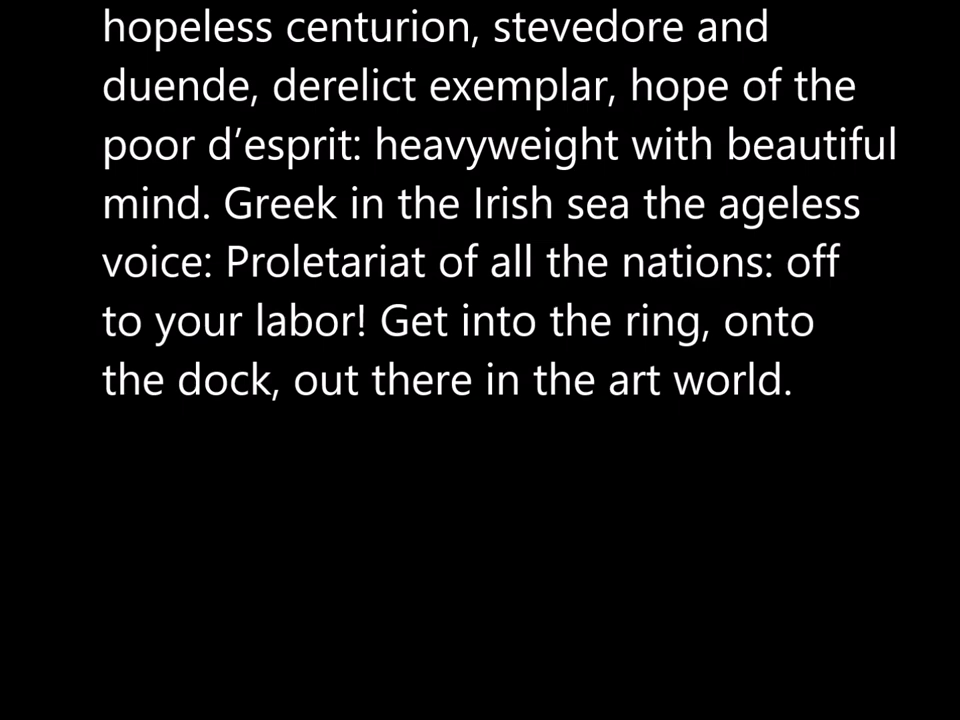 hopeless centurion, stevedore and
duende, derelict exemplar, hope of the
poor d’esprit: heavyweight with beautiful
mind. Greek in the Irish sea the ageless
voice: Proletariat of all the nations: off
to your labor! Get into the ring, onto
the dock, out there in the art world.